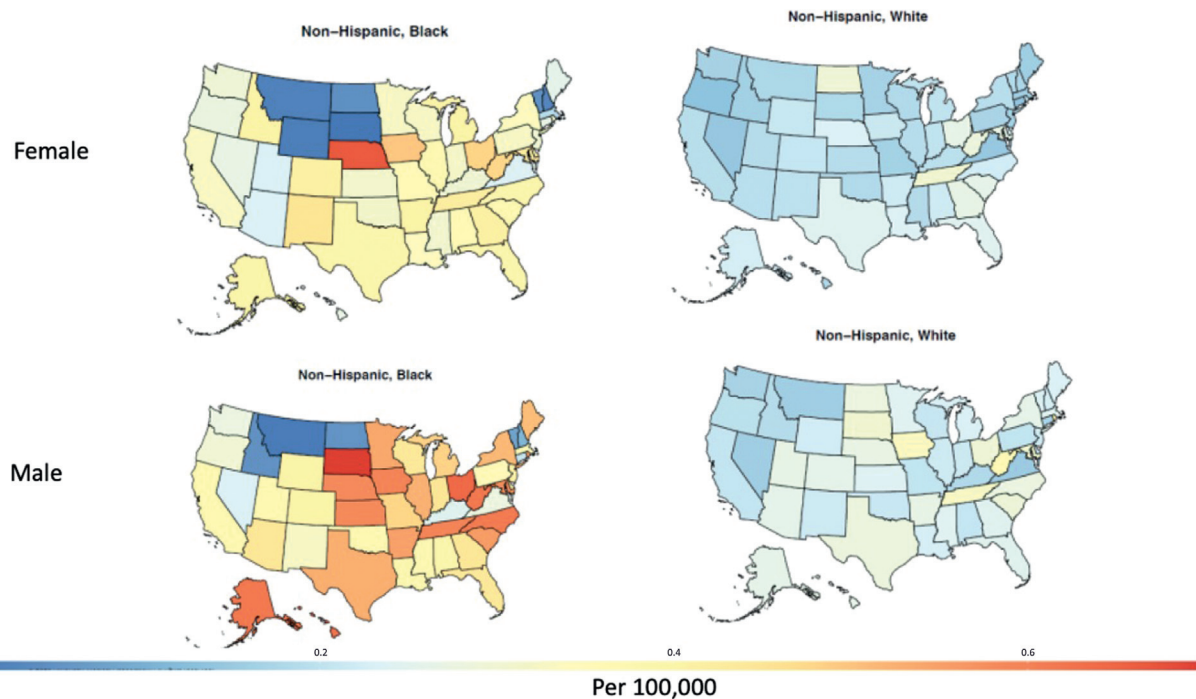 Non−Hispanic, Black
Non−Hispanic, White
Female
Non−Hispanic, White
Non−Hispanic, Black
Male
0.2
0.4
0.6
Per 100,000